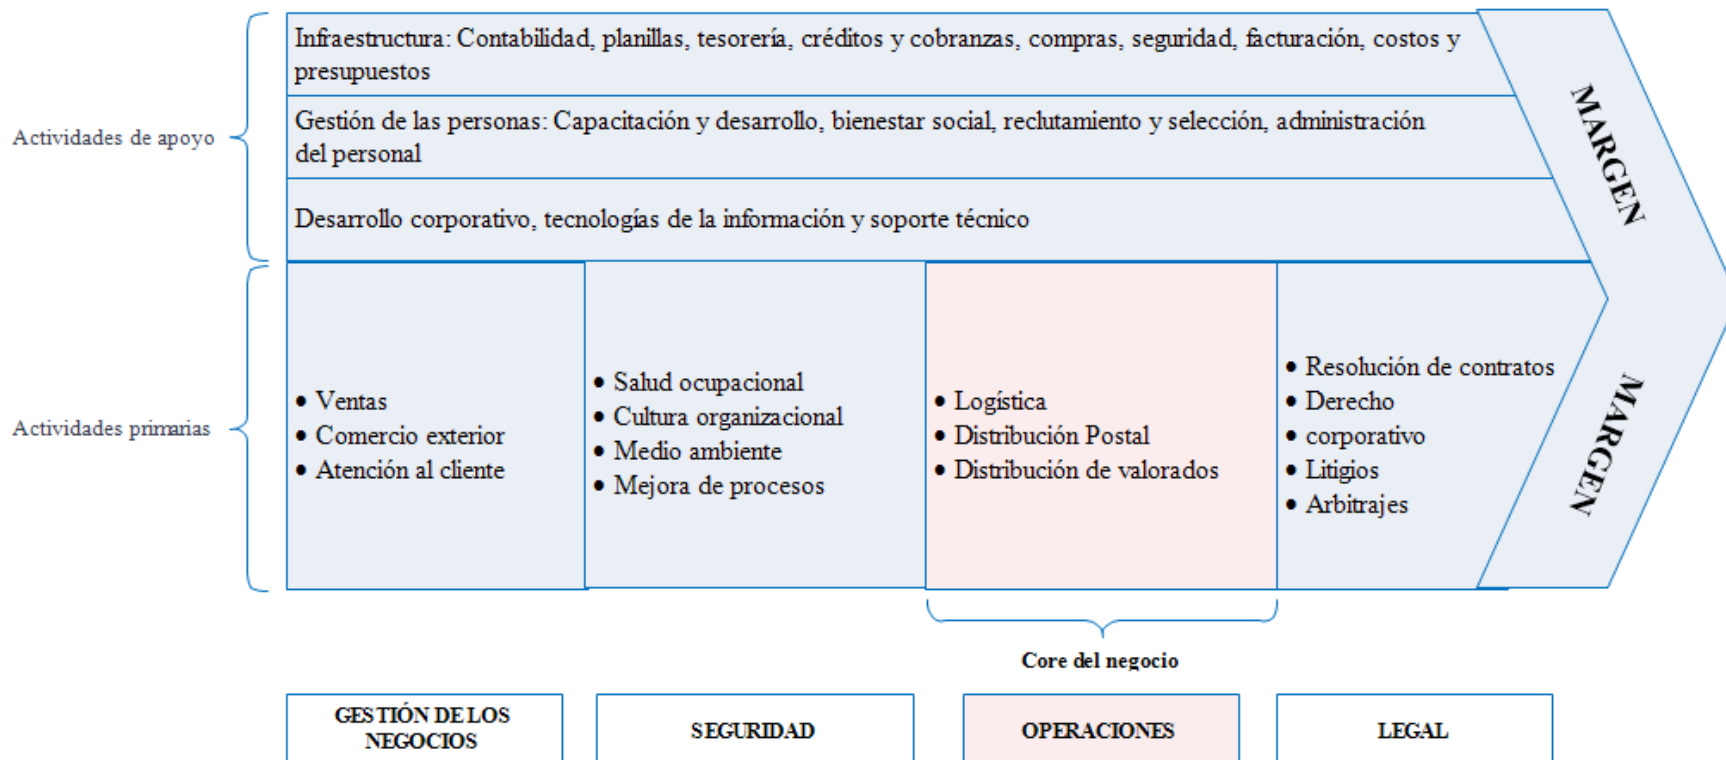 Infraestructura: Contabilidad, planillas, tesorería, créditos y cobranzas, compras, seguridad, facturación, costos y
presupuestos
Actividades de apoyo
Gestión de las personas: Capacitación y desarrollo, bienestar social, reclutamiento y selección, administración
del personal
Desarrollo corporativo, tecnologías de la información y soporte técnico
MARGEN
Actividades primarias
• Ventas
• Comercio exterior
• Atención al cliente
• Salud ocupacional
• Cultura organizacional
• Medio ambiente
• Mejora de procesos
• Logística
• Distribución Postal
• Distribución de valorados
• Resolución de contratos
• Derecho
• corporativo
• Litigios
• Arbitrajes
MARGEN
Core del negocio
GESTIÓN DE LOS
NEGOCIOS
SEGURIDAD
OPERACIONES
LEGAL